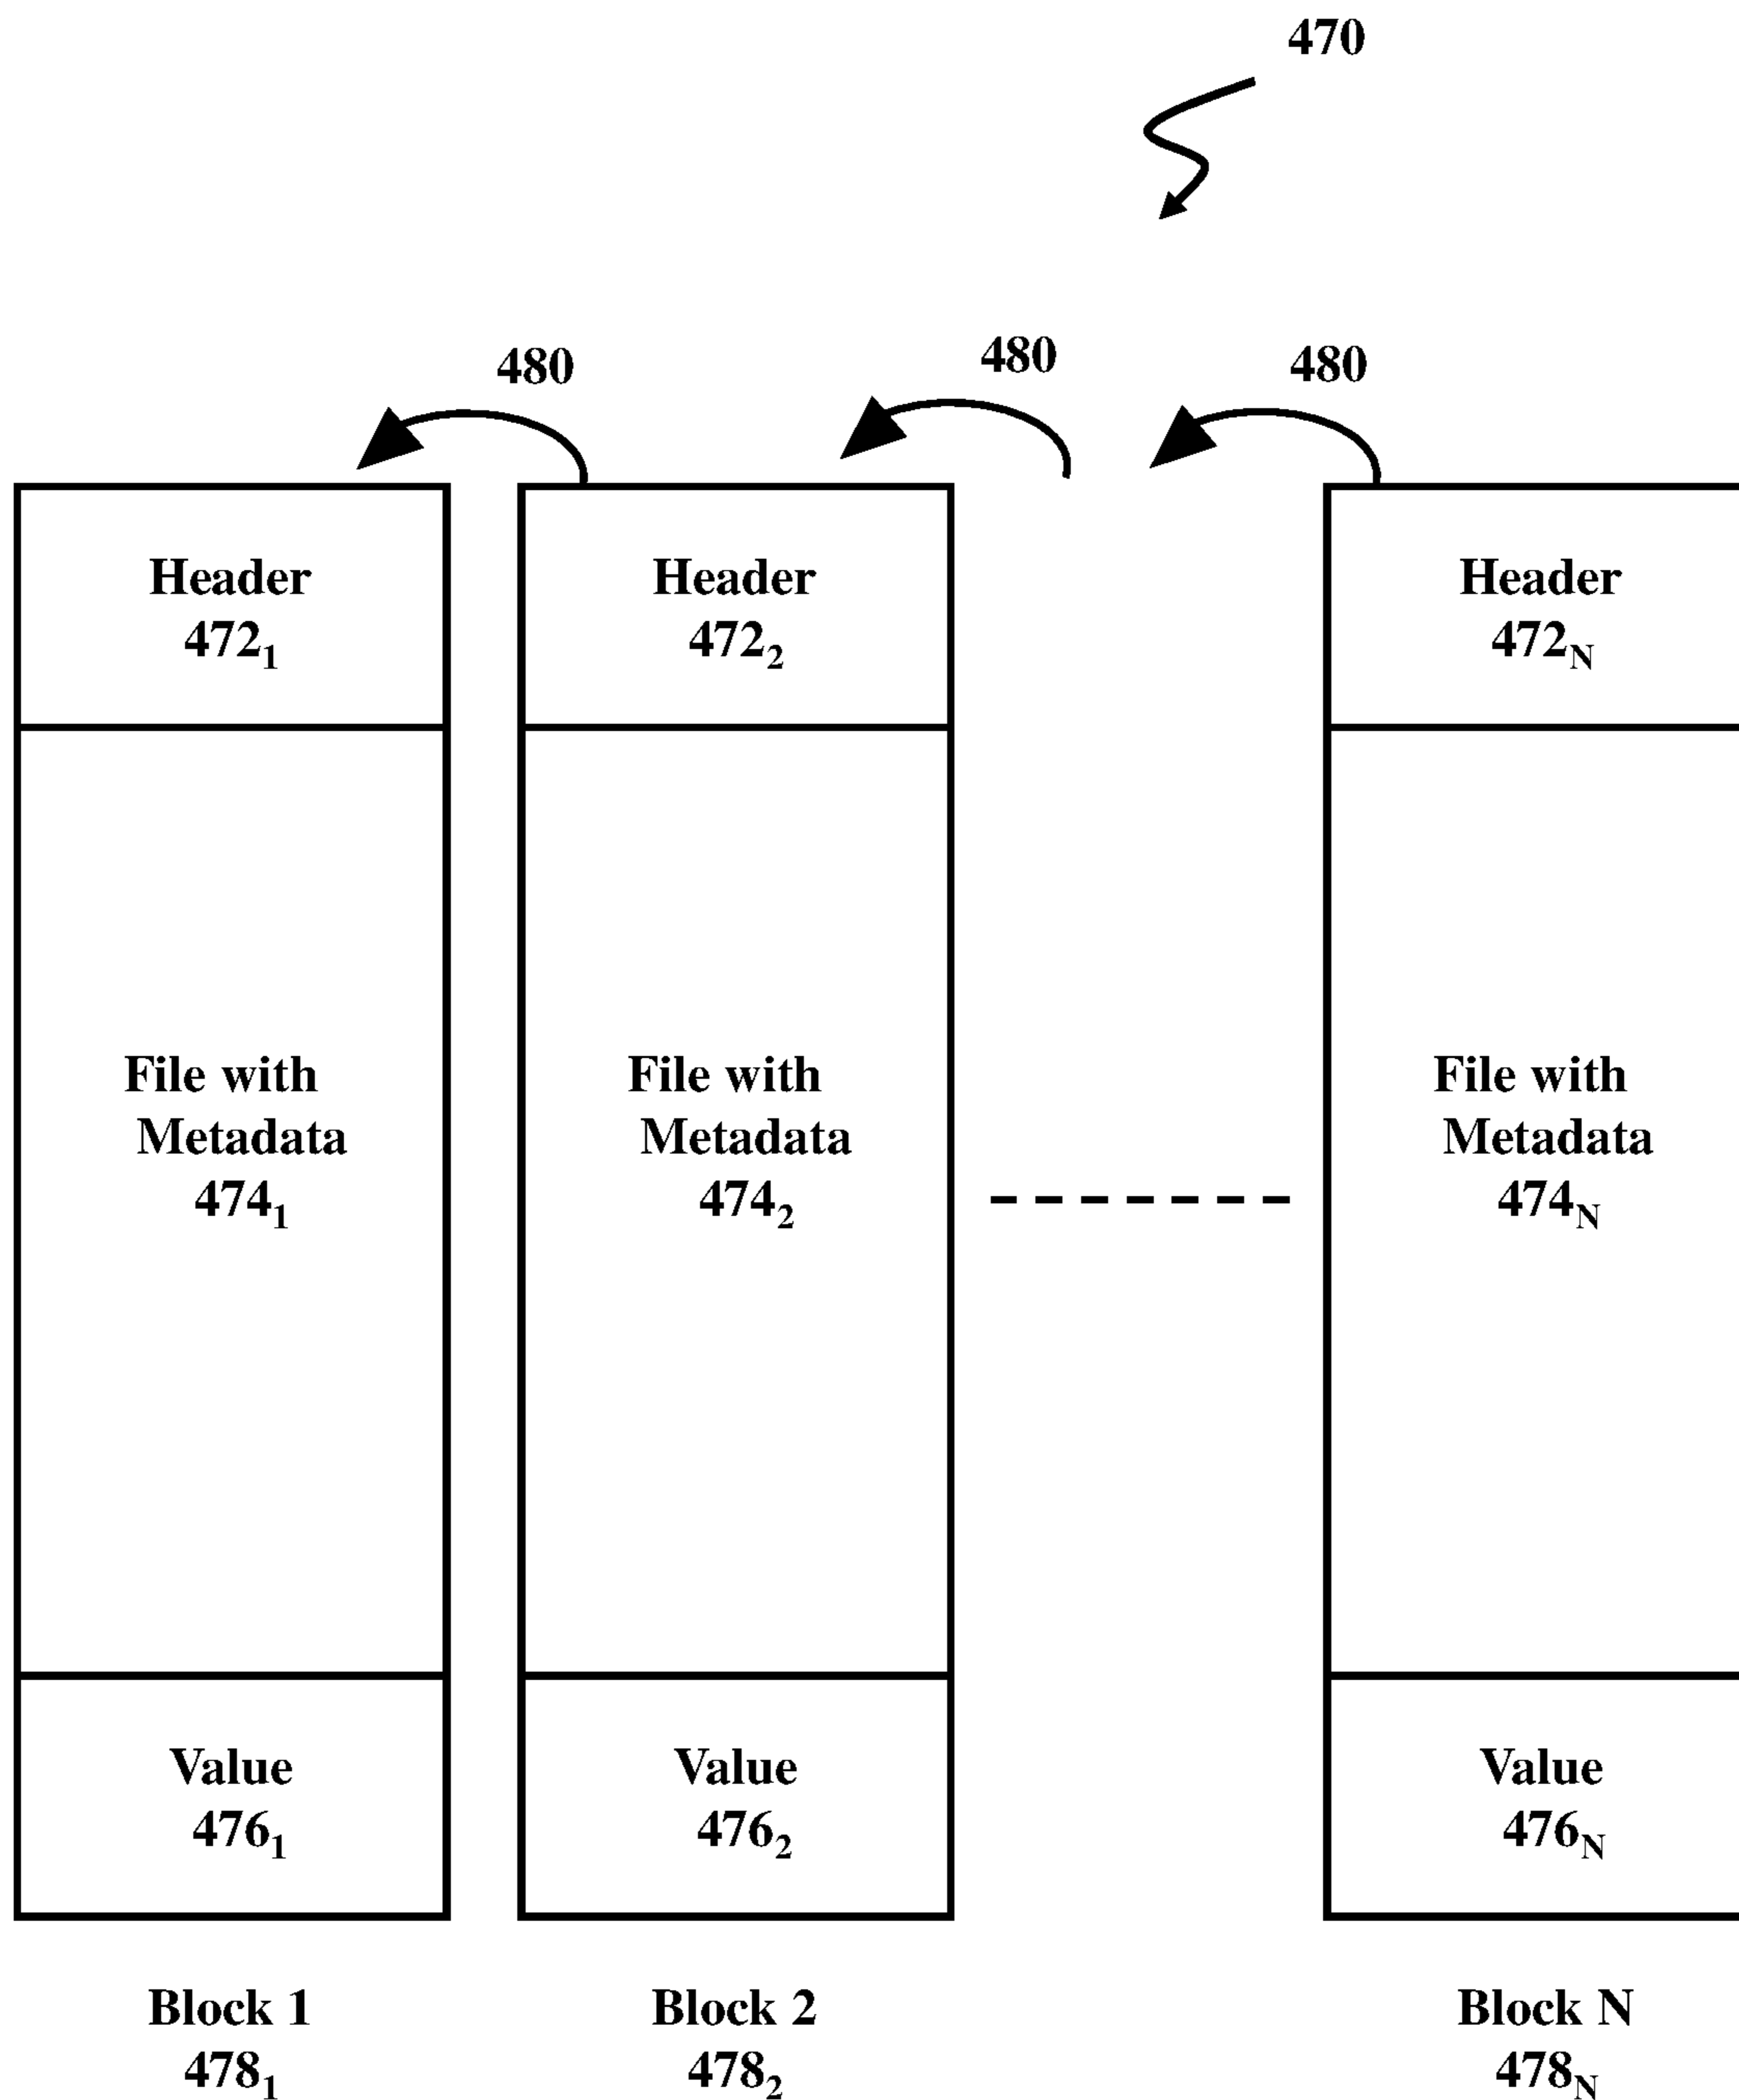 470
480
480
480
Header
472₁
Header
472₂
Header
472ₙ
File with
Metadata
474₁
File with
Metadata
474₂
File with
Metadata
474ₙ
Value
476₁
Value
476₂
Value
476ₙ
Block 1
478₁
Block 2
478₂
Block N
478ₙ